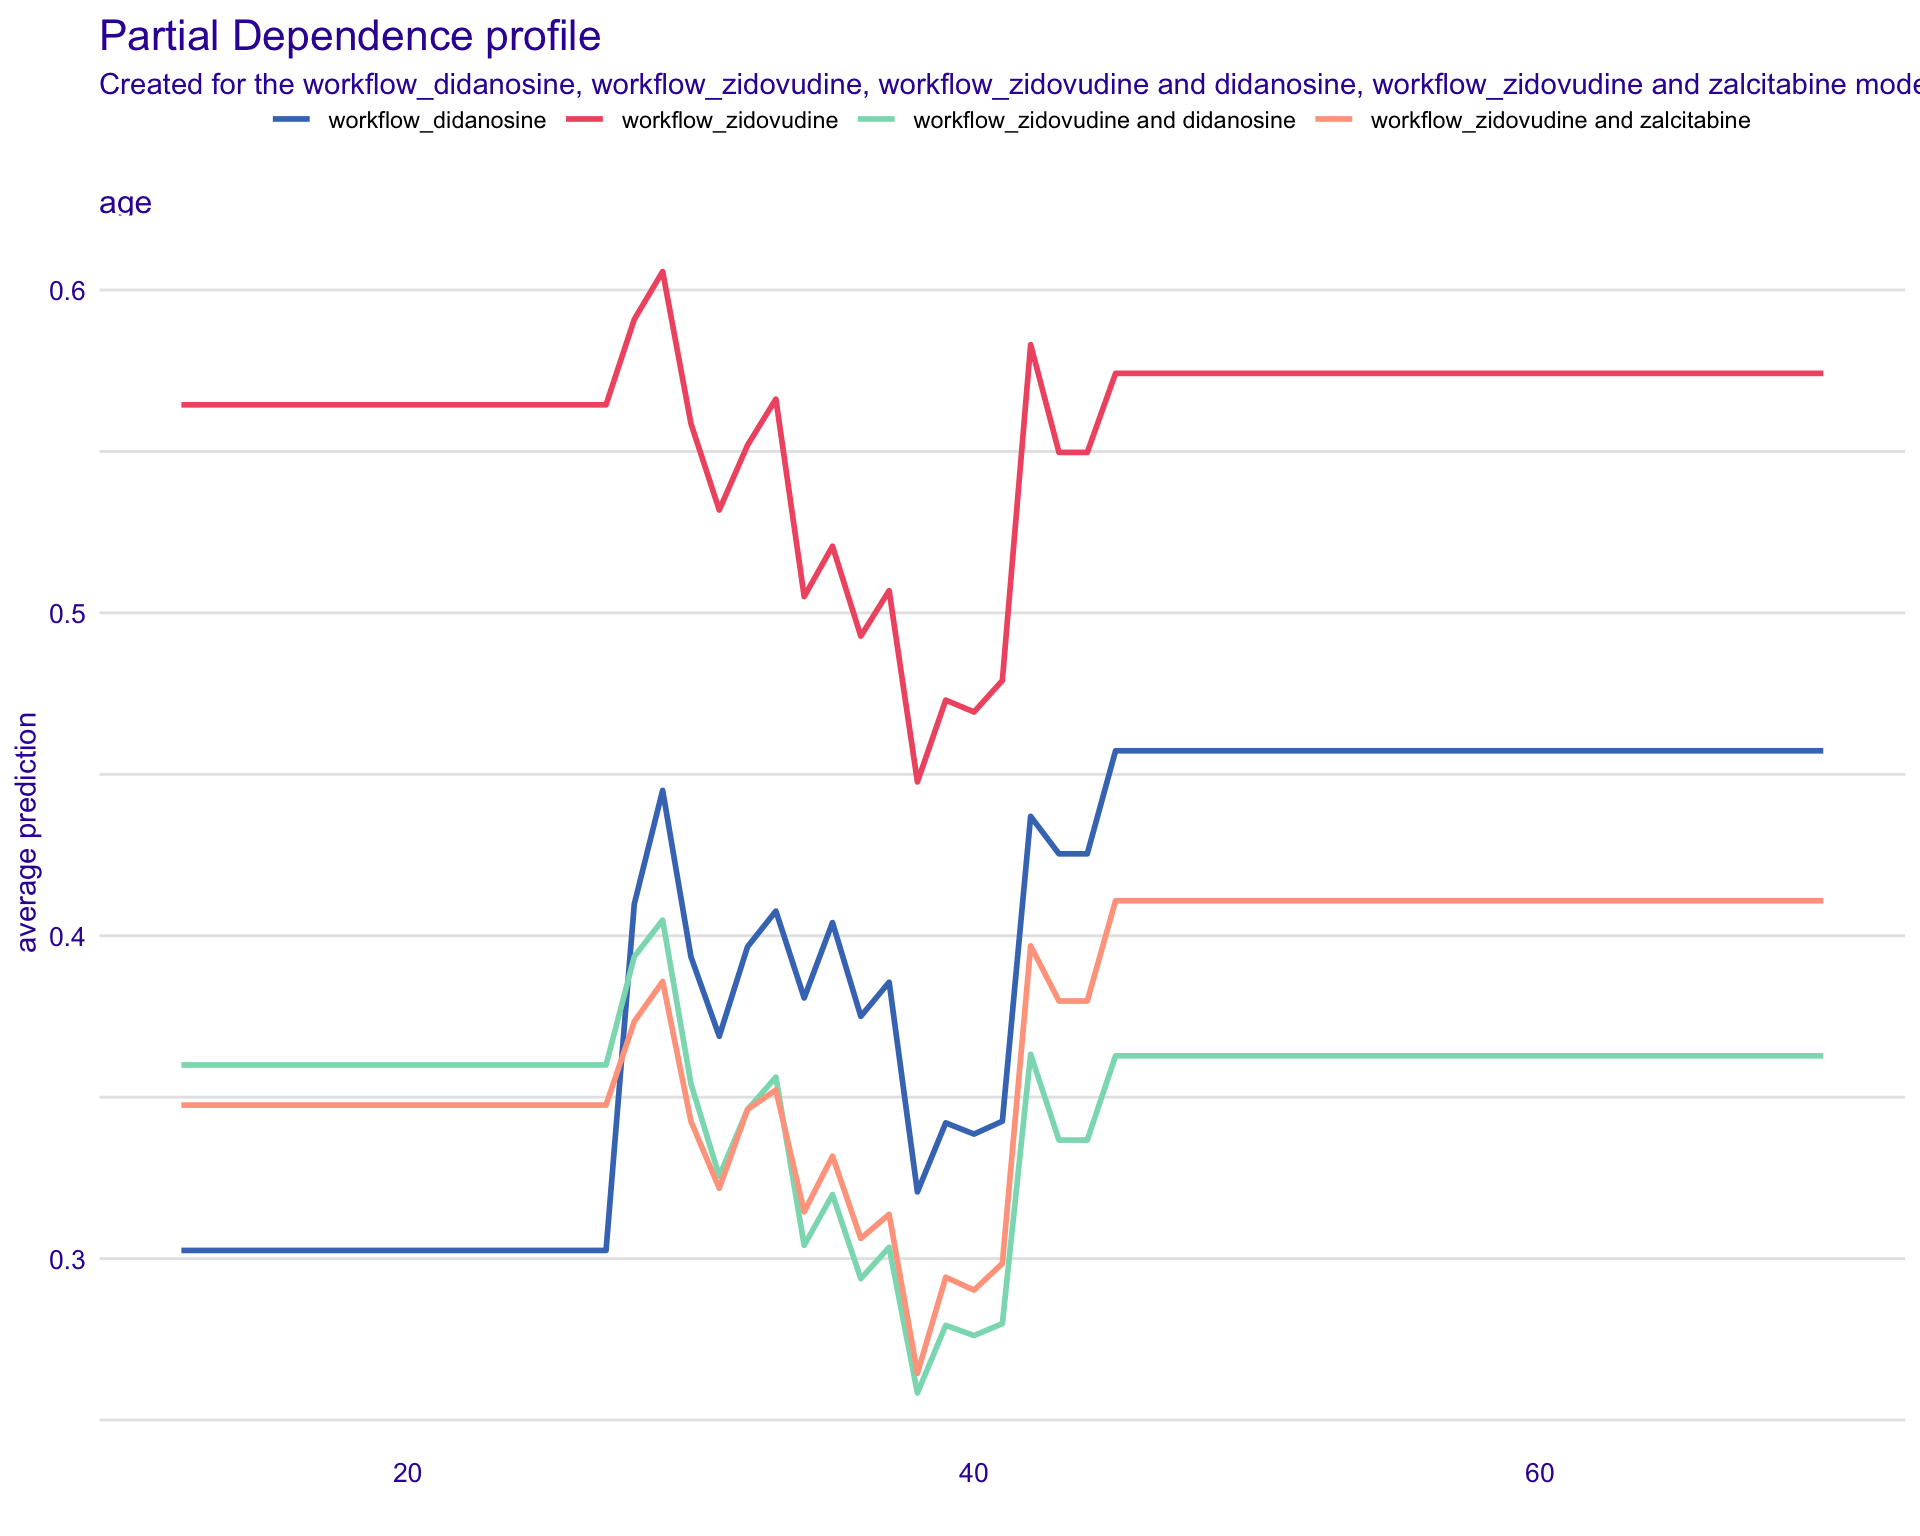 Partial Dependence profile
Created for the workflow_didanosine, workflow_zidovudine, workflow_zidovudine and didanosine, workflow_zidovudine and zalcitabine mode
workflow_didanosine workflow_zidovudine workflow_zidovudine and didanosine workflow_zidovudine and zalcitabine
age
0.6
0.5
0.4
0.3
average prediction
20 40 60